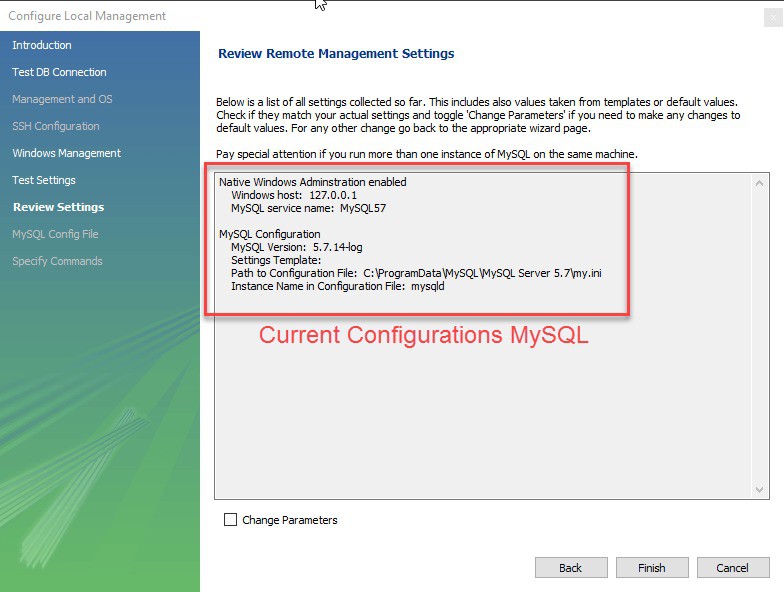 Configure Local Management
Introduction
Test DB Connection
Management and OS
SSH Configuration
Windows Management
Test Settings
Review Settings
MySQL Config File
Specify Commands
Review Remote Management Settings
Below is a list of all settings collected so far. This includes also values taken from templates or default values.
Check if they match your actual settings and toggle 'Change Parameters' if you need to make any changes to
default values. For any other change go back to the appropriate wizard page.
Pay special attention if you run more than one instance of MySQL on the same machine.
Native Windows Adminstration enabled
Windows host: 127.0.0.1
MySQL service name: MySQL57
MySQL Configuration
MySQL Version: 5.7.14-log
Settings Template:
Path to Configuration File: C:\ProgramData\MySQL\MySQL Server 5.7\my.ini
Instance Name in Configuration File: mysqld
Current Configurations MySQL
Change Parameters
Back
Finish
Cancel